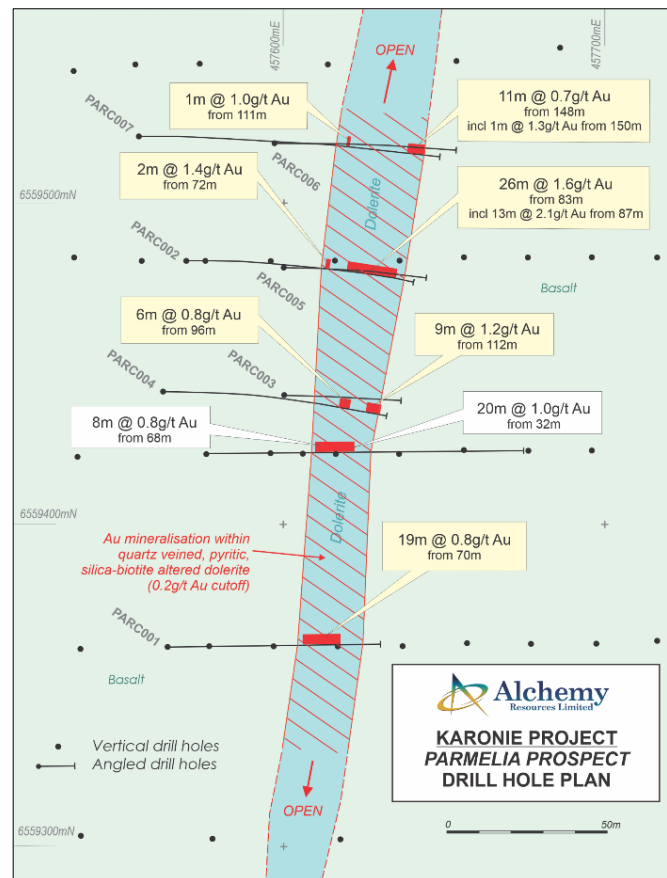 457600mE
457700mE
OPEN
1m @ 1.0g/t Au
from 111m
11m @ 0.7g/t Au
from 148m
incl 1m @ 1.3g/t Au from 150m
PARC007
PARC006
2m @ 1.4g/t Au
from 72m
6559500mN
Dolerite
26m @ 1.6g/t Au
from 83m
incl 13m @ 2.1g/t Au from 87m
PARC002
PARC005
Basalt
6m @ 0.8g/t Au
from 96m
9m @ 1.2g/t Au
from 112m
PARC004
PARC003
8m @ 0.8g/t Au
from 68m
20m @ 1.0g/t Au
from 32m
6559400mN
Dolerite
Au mineralisation within
quartz veined, pyritic,
silica-biotite altered dolerite
(0.2g/t Au cutoff)
19m @ 0.8g/t Au
from 70m
PARC001
Basalt
Alchemy
Resources Limited
KARONIE PROJECT
PARMELIA PROSPECT
DRILL HOLE PLAN
Vertical drill holes
Angled drill holes
OPEN
0 50m
6559300mN